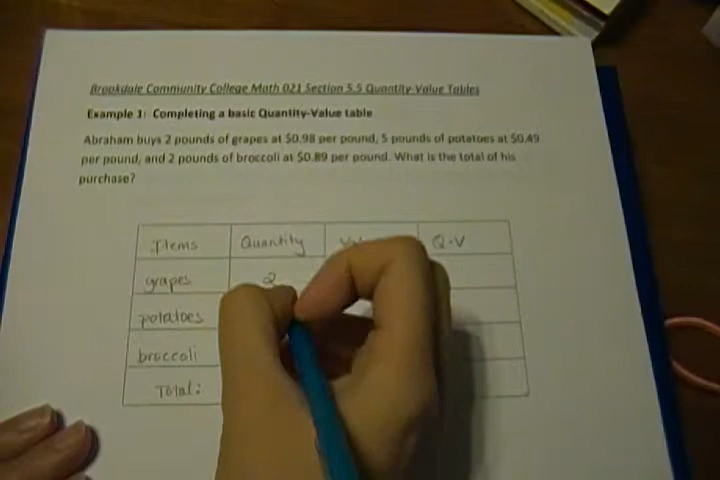 Brookdale Community College Math 021 Section 5.5 Quantity-Value Tables
Example 1: Completing a basic Quantity-Value table
Abraham buys 2 pounds of grapes at $0.98 per pound, 5 pounds of potatoes at $0.49
per pound, and 2 pounds of broccoli at $0.89 per pound. What is the total of his
purchase?
Items Quantity Q·V
grapes 2
potatoes
broccoli
Total: